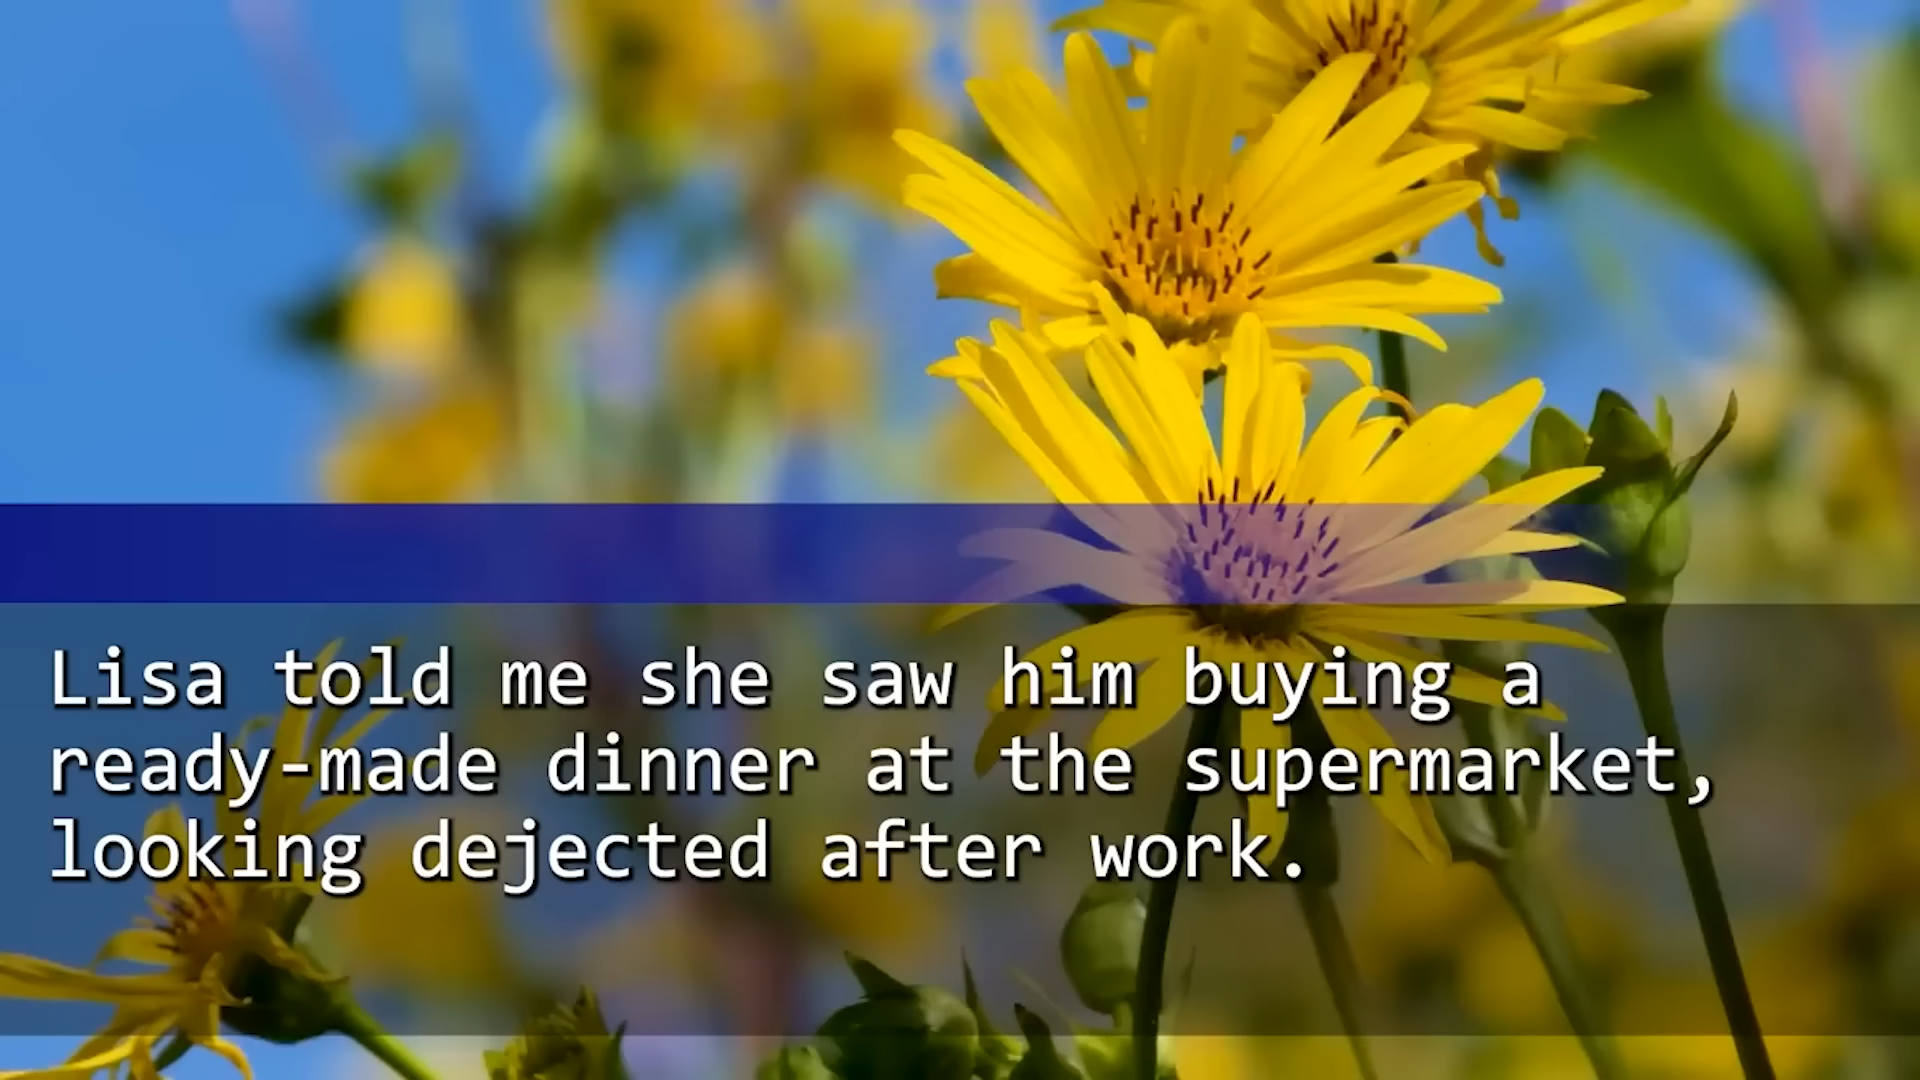 Lisa told me she saw him buying a
ready-made dinner at the supermarket,
looking dejected after work.